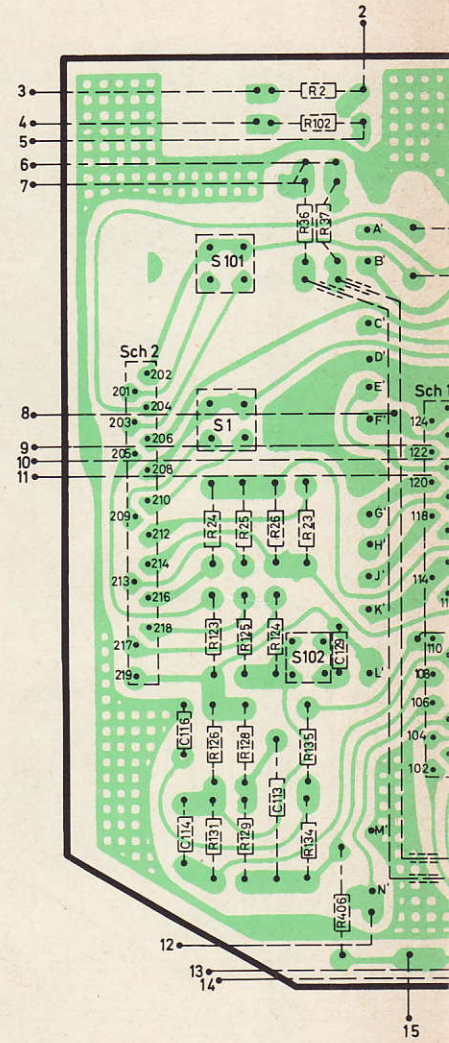 2
3
R2
4
R102
5
6
7
R36
R37
A'
S101
B'
C'
Sch 2
D'
202
E'
201
Sch 1
204
8
203
S1
F'
124
206
9
205
122
10
208
11
120
210
R24
R25
R26
R23
209
G'
118
212
H'
214
213
J'
114
216
11
K'
218
R123
R125
R124
S102
C129
217
110
219
L'
108
C116
R126
R128
R135
106
104
C113
102
C114
R131
R129
R134
M'
N'
R406
12
13
14
15